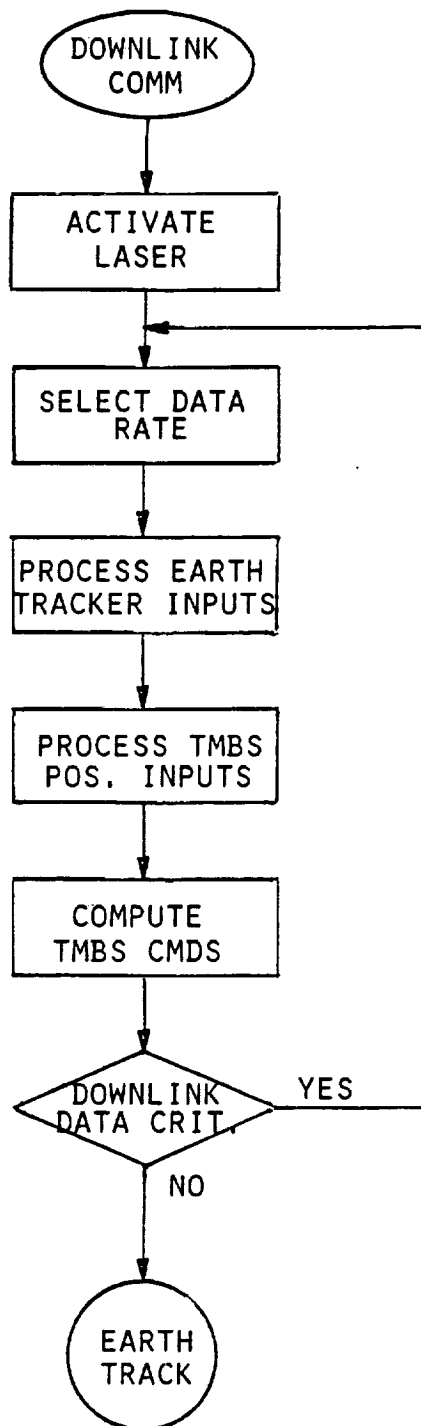 DOWNLINK
COMM
ACTIVATE
LASER
SELECT DATA
RATE
PROCESS EARTH
TRACKER INPUTS
PROCESS TMBS
POS. INPUTS
COMPUTE
TMBS CMDS
DOWNLINK
DATA CRIT.
YES
NO
EARTH
TRACK